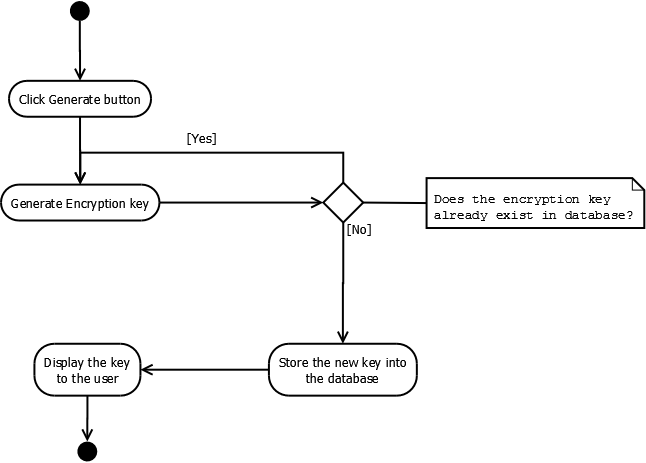 Click Generate button
[Yes]
Generate Encryption key
Does the encryption key
already exist in database?
[No]
Display the key
to the user
Store the new key into
the database